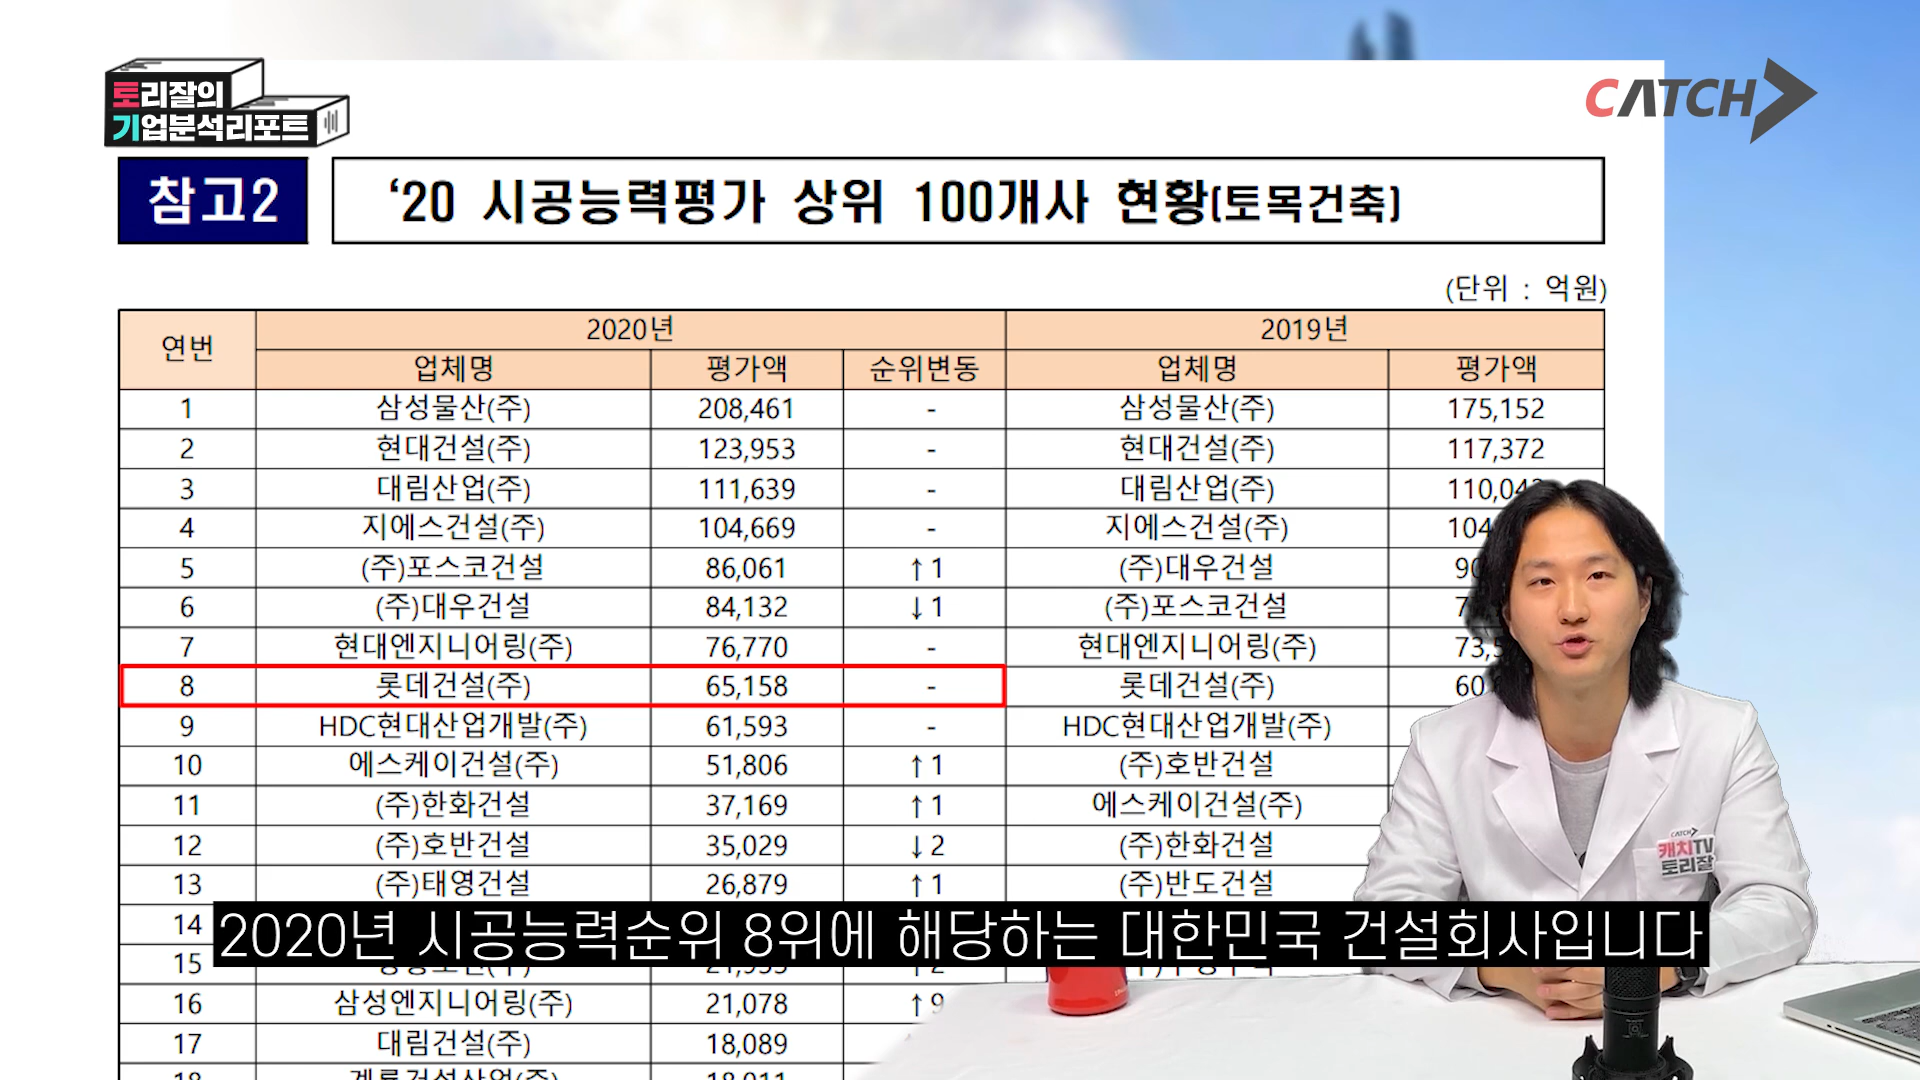 토리잘의
기업분석리포트
CATCH
참고2
‘20 시공능력평가 상위 100개사 현황(토목건축)
(단위 : 억원)
연번 2020년 2019년
업체명 평가액 순위변동 업체명 평가액
1 삼성물산(주) 208,461 - 삼성물산(주) 175,152
2 현대건설(주) 123,953 - 현대건설(주) 117,372
3 대림산업(주) 111,639 - 대림산업(주)
4 지에스건설(주) 104,669 - 지에스건설(주)
5 (주)포스코건설 86,061 ↑1 (주)대우건설
6 (주)대우건설 84,132 ↓1 (주)포스코건설
7 현대엔지니어링(주) 76,770 - 현대엔지니어링(주)
8 롯데건설(주) 65,158 - 롯데건설(주)
9 HDC현대산업개발(주) 61,593 - HDC현대산업개발(주)
10 에스케이건설(주) 51,806 ↑1 (주)호반건설
11 (주)한화건설 37,169 ↑1 에스케이건설(주)
12 (주)호반건설 35,029 ↓2 (주)한화건설
13 (주)태영건설 26,879 ↑1 (주)반도건설
14
15
16 삼성엔지니어링(주) 21,078 ↑9
17 대림건설(주) 18,089
CATCH
캐치TV
토리잘
2020년 시공능력순위 8위에 해당하는 대한민국 건설회사입니다